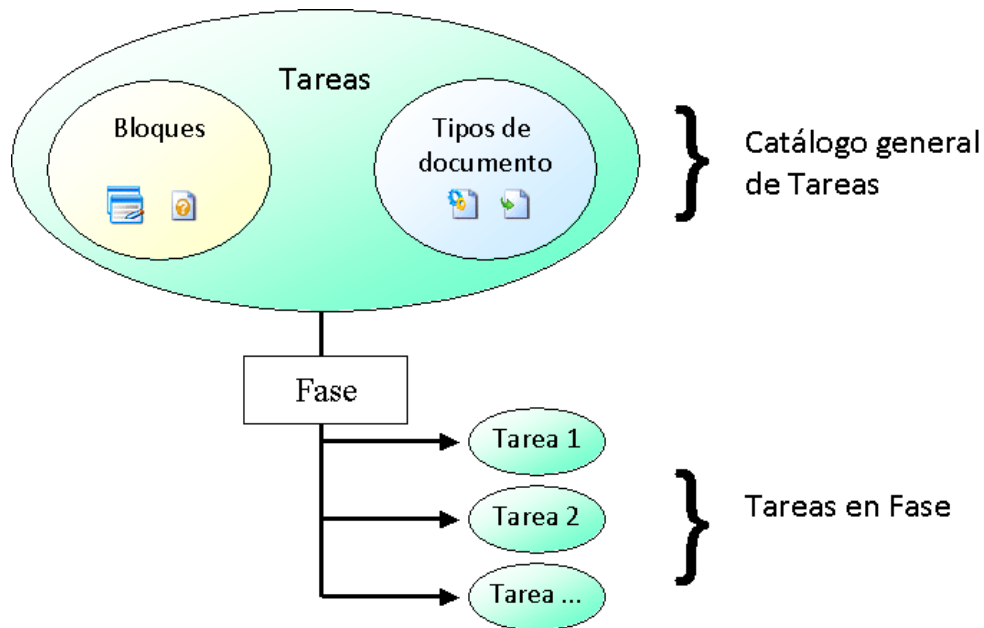 Tareas
Bloques
Tipos de
documento
Catálogo general
de Tareas
Fase
Tarea 1
Tarea 2
Tarea ...
Tareas en Fase